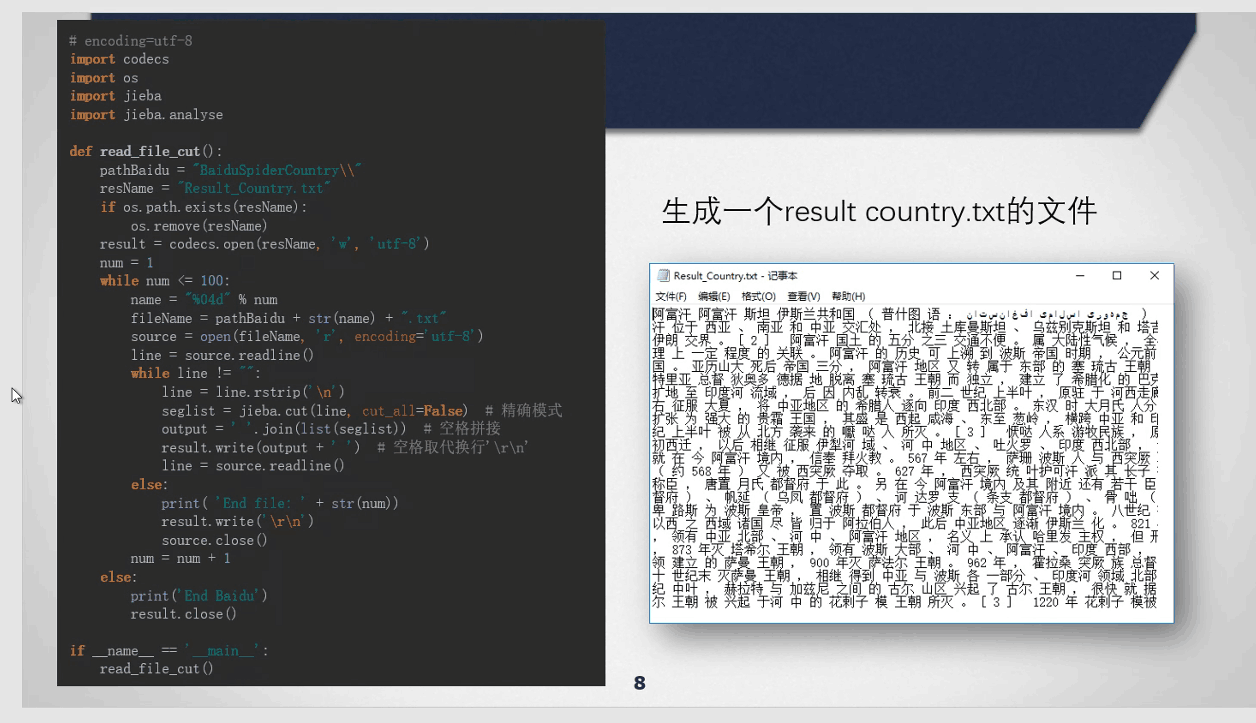 # encoding=utf-8
import codecs
import os
import jieba
import jieba.analyse
def read_file_cut():
    pathBaidu = "BaiduSpiderCountry\\"
    resName = "Result_Country.txt"
    if os.path.exists(resName):
        os.remove(resName)
    result = codecs.open(resName, 'w', 'utf-8')
    num = 1
    while num <= 100:
        name = "%04d" % num
        fileName = pathBaidu + str(name) + ".txt"
        source = open(fileName, 'r', encoding='utf-8')
        line = source.readline()
        while line != "":
            line = line.rstrip('\n')
            seglist = jieba.cut(line, cut_all=False)  # 精确模式
            output = ' '.join(list(seglist))  # 空格拼接
            result.write(output + ' ')  # 空格取代换行'\r\n'
            line = source.readline()
        else:
            print( 'End file: ' + str(num))
            result.write('\r\n')
            source.close()
        num = num + 1
    else:
        print('End Baidu')
        result.close()
if __name__ == '__main__':
    read_file_cut()
生成一个result country.txt的文件
Result_Country.txt - 记事本
文件(F) 编辑(E) 格式(O) 查看(V) 帮助(H)
阿富汗 阿富汗 斯坦 伊斯兰共和国 （ 普什图 语 ： جمهوری اسلامی افغانستان ）
汗 位于 西亚 、 南亚 和 中亚 交汇处 ， 北接 土库曼斯坦 、 乌兹别克斯坦 和 塔吉
伊朗 交界 。 [ 2 ] 阿富汗 国土 的 五分 之三 交通不便 。 属 大陆性气候 ， 全
理 上 一定 程度 的 关联 。 阿富汗 的 历史 可 上溯 到 波斯 帝国 时期 ， 公元前
国 。 亚历山大 死后 帝国 三分 ， 阿富汗 地区 又 转 属于 东部 的 塞 琉古 王朝
特里亚 总督 狄奥多 德据 地 脱离 塞 琉古 王朝 而 独立 ， 建立 了 希腊化 的 巴克
扩地 至 印度河 流域 ， 后 因 内乱 转衰 。 前二 世纪 上半叶 ， 原驻 于 河西走廊
右 征服 大夏 ， 将 中亚地区 的 希腊人 逐向 印度 西北部 。 东汉 时 大月氏 人分
扩张 为 强大 的 贵霜 王国 ， 其盛 是 西起 咸海 、 东至 葱岭 ， 横跨 中亚 和 印
纪 上半叶 被 从 北方 袭来 的 嚈 哒 人 所灭 。 [ 3 ] 悒哒 人系 游牧民族 ， 原
初西迁 ， 以后 相继 征服 伊犁河 域 、 河 中 地区 、 吐火罗 、 印度 西北部 ，
就 在 今 阿富汗 境内 ， 信奉 拜火教 。 567 年 左右 ， 萨珊 波斯 人 与 西突厥
（ 约 568 年 ） 又 被 西突厥 夺取 。 627 年 ， 西突厥 统 叶护可汗 派 其 长子
称臣 ， 唐置 月氏 都督府 于 此 。 另 在 今 阿富汗 境内 及其 附近 还有 若干 臣
督府 ） 、 帆延 （ 乌凤 都督府 ） 、 诃 达罗 支 （ 条支 都督府 ） 、 骨 咄 （
卑 路斯 为 波斯 皇帝 ， 置 波斯 都督府 于 波斯 东部 与 阿富汗 境内 。 八世纪
以西 之 西域 诸国 尽 皆 归于 阿拉伯人 ， 此后 中亚地区 逐渐 伊斯兰 化 。 821
， 领有 中亚 北部 、 河 中 、 阿富汗 地区 ， 名义 上 承认 哈里发 主权 ， 但
， 873 年灭 塔希尔 王朝 ， 领有 波斯 大部 、 河 中 、 阿富汗 、 印度 西部 ，
领 建立 的 萨曼 王朝 ， 900 年灭 萨法尔 王朝 。 962 年 ， 霍拉桑 突厥 族 总督
十 世纪末 灭萨曼 王朝 ， 相继 得到 中亚 与 波斯 各 一部分 、 印度河 领域 北部
纪 中叶 ， 赫拉特 与 加兹尼 之间 的 古尔 山区 兴起 了 古尔 王朝 ， 很快 就 据
尔 王朝 被 兴起 于河 中 的 花剌子 模 王朝 所灭 。 [ 3 ] 1220 年 花剌子 模被
8